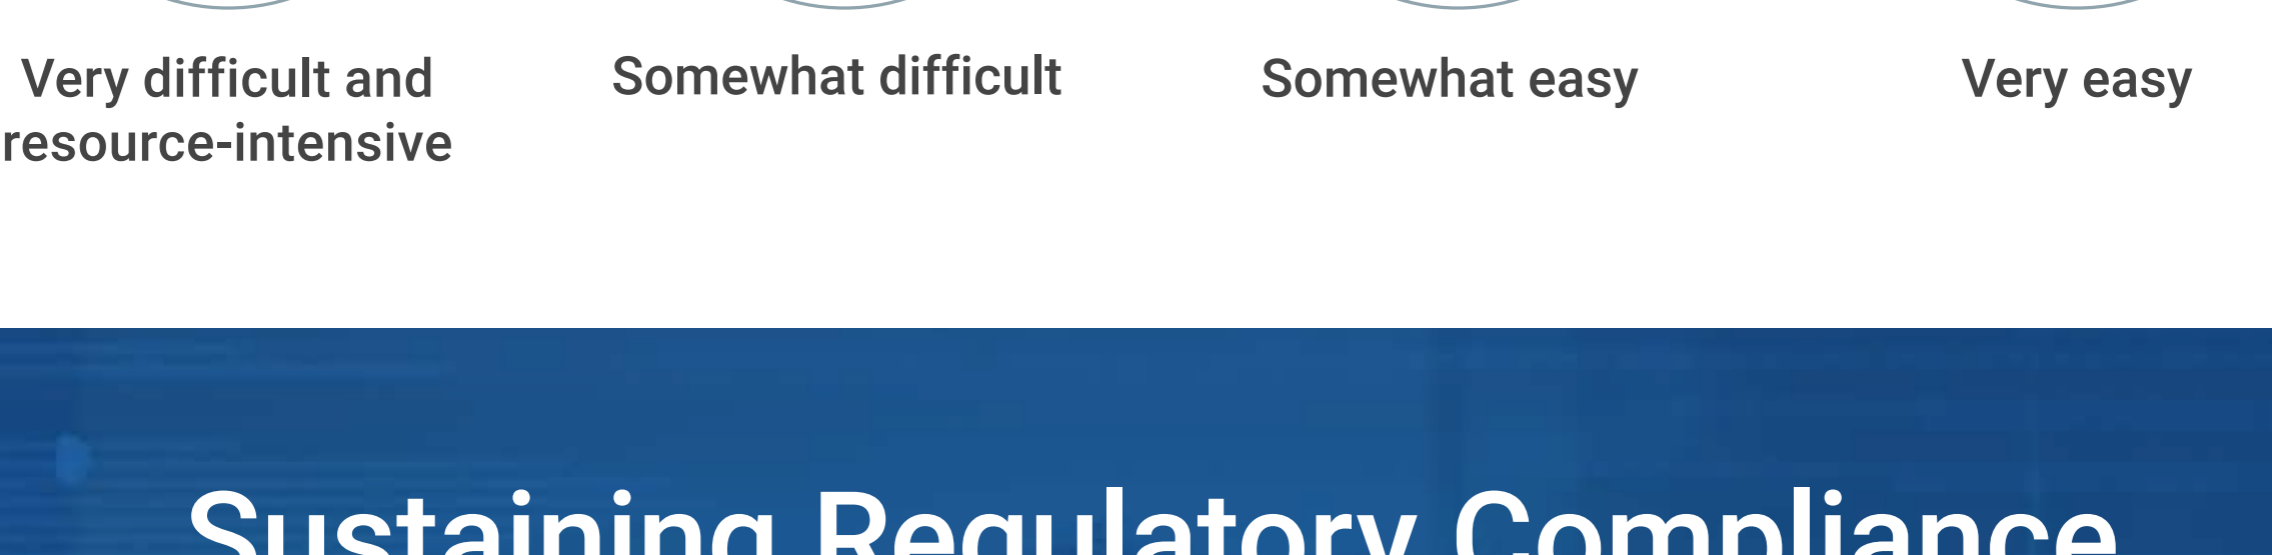 Very difficult and
resource-intensive
Somewhat difficult
Somewhat easy
Very easy
Sustaining Regulatory Compliance